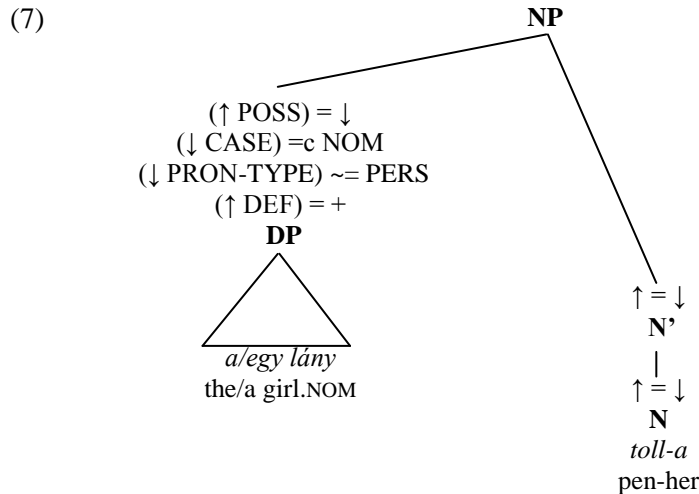 (7)
NP
(↑ POSS) = ↓
(↓ CASE) =c NOM
(↓ PRON-TYPE) ~= PERS
(↑ DEF) = +
DP
a/egy lány
the/a girl.NOM
↑ = ↓
N’
↑ = ↓
N
toll-a
pen-her